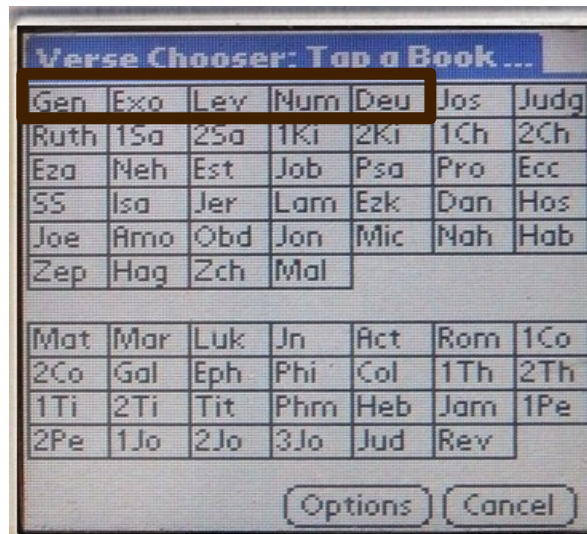 Verse Chooser: Tap a Book ...
Gen Exo Lev Num Deu Jos Judg
Ruth 1Sa 2Sa 1Ki 2Ki 1Ch 2Ch
Eza Neh Est Job Psa Pro Ecc
SS Isa Jer Lam Ezk Dan Hos
Joe Amo Obd Jon Mic Nah Hab
Zep Hag Zch Mal
Mat Mar Luk Jn Act Rom 1Co
2Co Gal Eph Phi Col 1Th 2Th
1Ti 2Ti Tit Phm Heb Jam 1Pe
2Pe 1Jo 2Jo 3Jo Jud Rev
Options Cancel